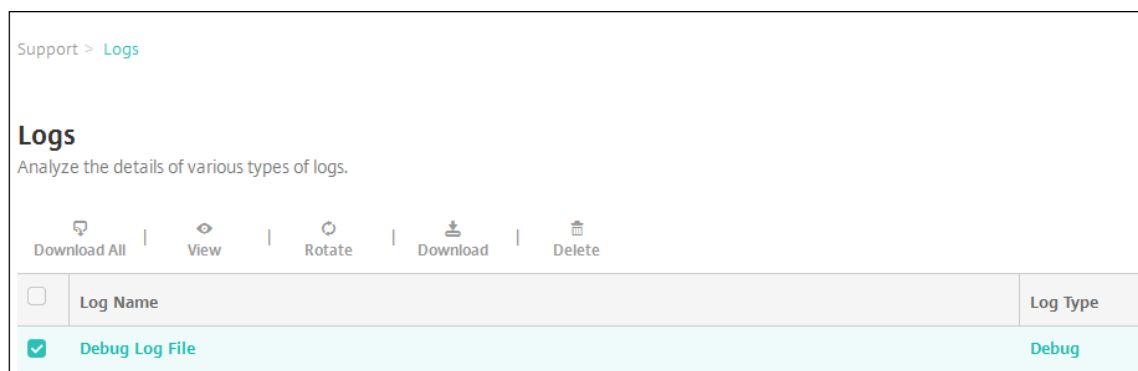 Support > Logs
Logs
Analyze the details of various types of logs.
Download All | View | Rotate | Download | Delete
Log Name Log Type
Debug Log File Debug